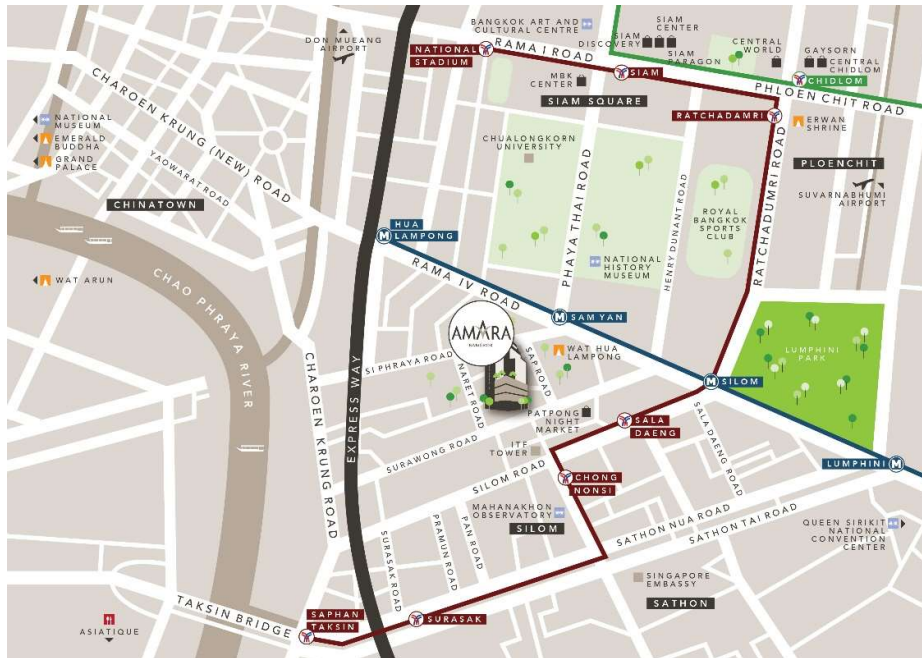 BANGKOK ART AND
CULTURAL CENTRE
SIAM
CENTER
SIAM
DISCOVERY
SIAM
PARAGON
CENTRAL
WORLD
GAYSORN
CENTRAL
CHIDLOM
DON MUEANG
AIRPORT
NATIONAL
STADIUM
RAMA I ROAD
SIAM
CHIDLOM
MBK
CENTER
SIAM SQUARE
PHLOEN CHIT ROAD
RATCHADAMRI
ERWAN
SHRINE
CHAROEN KRUNG (NEW) ROAD
NATIONAL
MUSEUM
EMERALD
BUDDHA
GRAND
PALACE
YAOWARAT ROAD
CHINATOWN
CHUALONGKORN
UNIVERSITY
PLOENCHIT
SUVARNABHUMI
AIRPORT
PHAYA THAI ROAD
HENRY DUNANT ROAD
ROYAL
BANGKOK
SPORTS
CLUB
RATCHADUMRI ROAD
HUA
LAMPONG
M
NATIONAL
HISTORY
MUSEUM
WAT ARUN
CHAO PHRAYA RIVER
RAMA IV ROAD
M
SAM YAN
AMARA
BANGKOK
WAT HUA
LAMPONG
LUMPHINI
PARK
SI PHRAYA ROAD
NARET ROAD
SAP ROAD
M
SILOM
CHAROEN KRUNG ROAD
EXPRESS WAY
PATPONG
NIGHT
MARKET
SALA
DAENG
SALA DAENG ROAD
SURAWONG ROAD
ITF
TOWER
LUMPHINI
M
SILOM ROAD
CHONG
NONSI
MAHANAKHON
OBSERVATORY
SILOM
SATHON NUA ROAD
SATHON TAI ROAD
QUEEN SIRIKIT
NATIONAL
CONVENTION
CENTER
SURASAK ROAD
PRAMUN ROAD
PAN ROAD
SINGAPORE
EMBASSY
SATHON
TAKSIN BRIDGE
SAPHAN
TAKSIN
SURASAK
ASIATIQUE